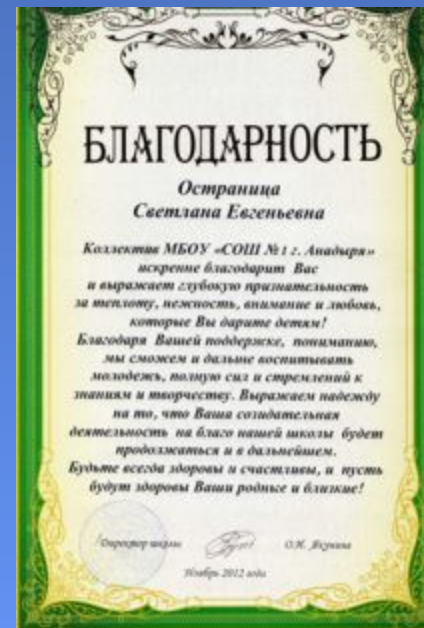 БЛАГОДАРНОСТЬ
Остраница
Светлана Евгеньевна
Коллектив МБОУ «СОШ №1 г. Анадыря»
искренне благодарит Вас
и выражает глубокую признательность
за теплоту, нежность, внимание и любовь,
которые Вы дарите детям!
Благодаря Вашей поддержке, пониманию,
мы сможем и дальше воспитывать
молодежь, полную сил и стремлений к
знаниям и творчеству. Выражаем надежду
на то, что Ваша созидательная
деятельность на благо нашей школы будет
продолжаться и в дальнейшем.
Будьте всегда здоровы и счастливы, и пусть
будут здоровы Ваши родные и близкие!
Директор школы О.Н. Якунина
Ноябрь 2012 года